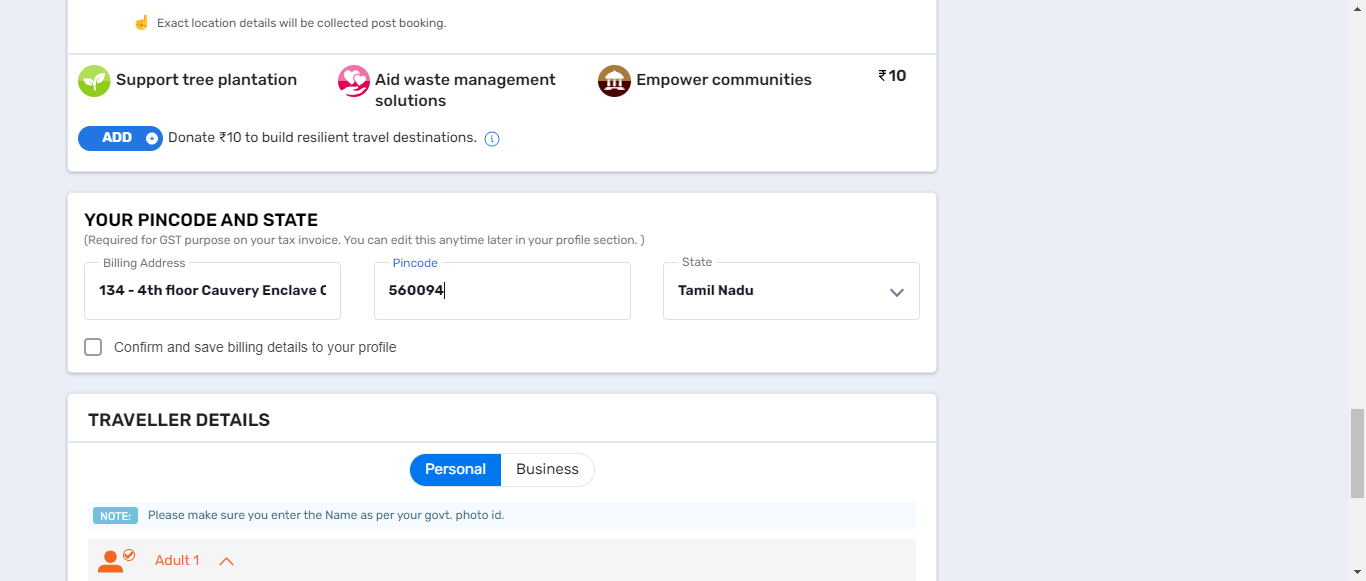 Exact location details will be collected post booking.
Support tree plantation
Aid waste management
solutions
Empower communities
₹10
ADD
Donate ₹10 to build resilient travel destinations.
YOUR PINCODE AND STATE
(Required for GST purpose on your tax invoice. You can edit this anytime later in your profile section. )
Billing Address
134 - 4th floor Cauvery Enclave
Pincode
560094
State
Tamil Nadu
Confirm and save billing details to your profile
TRAVELLER DETAILS
Personal
Business
NOTE:
Please make sure you enter the Name as per your govt. photo id.
Adult 1